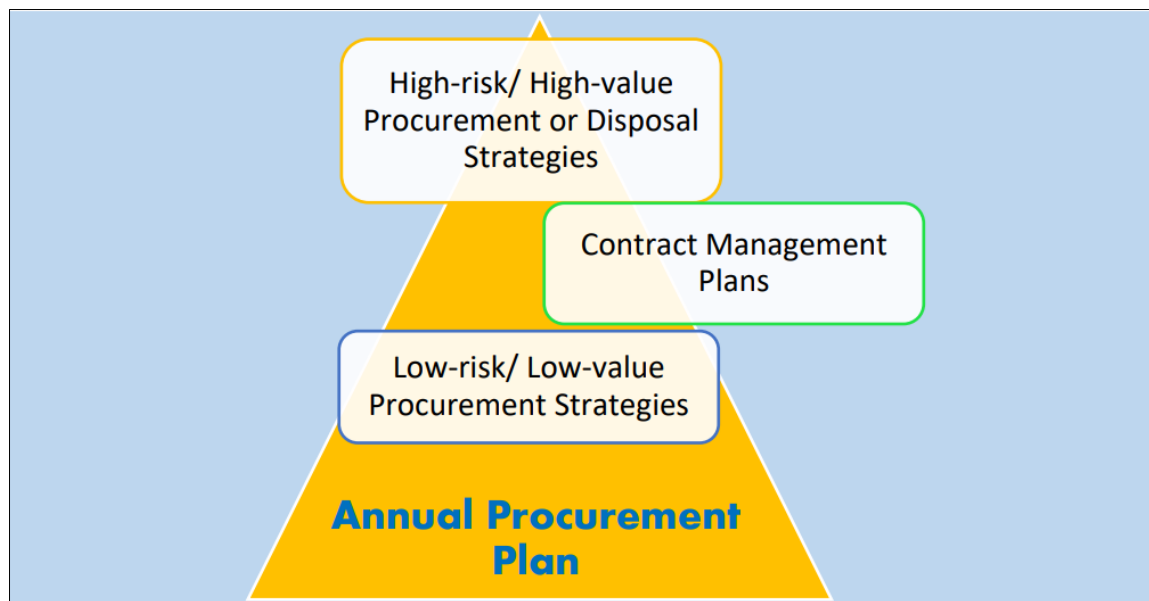 High-risk/ High-value
Procurement or Disposal
Strategies
Contract Management
Plans
Low-risk/ Low-value
Procurement Strategies
Annual Procurement
Plan